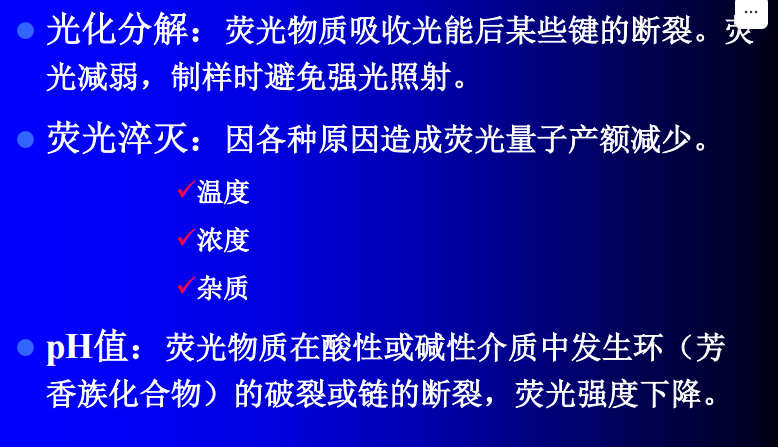 光化分解：荧光物质吸收光能后某些键的断裂。荧
光减弱，制样时避免强光照射。
荧光淬灭：因各种原因造成荧光量子产额减少。
温度
浓度
杂质
pH值：荧光物质在酸性或碱性介质中发生环（芳
香族化合物）的破裂或链的断裂，荧光强度下降。